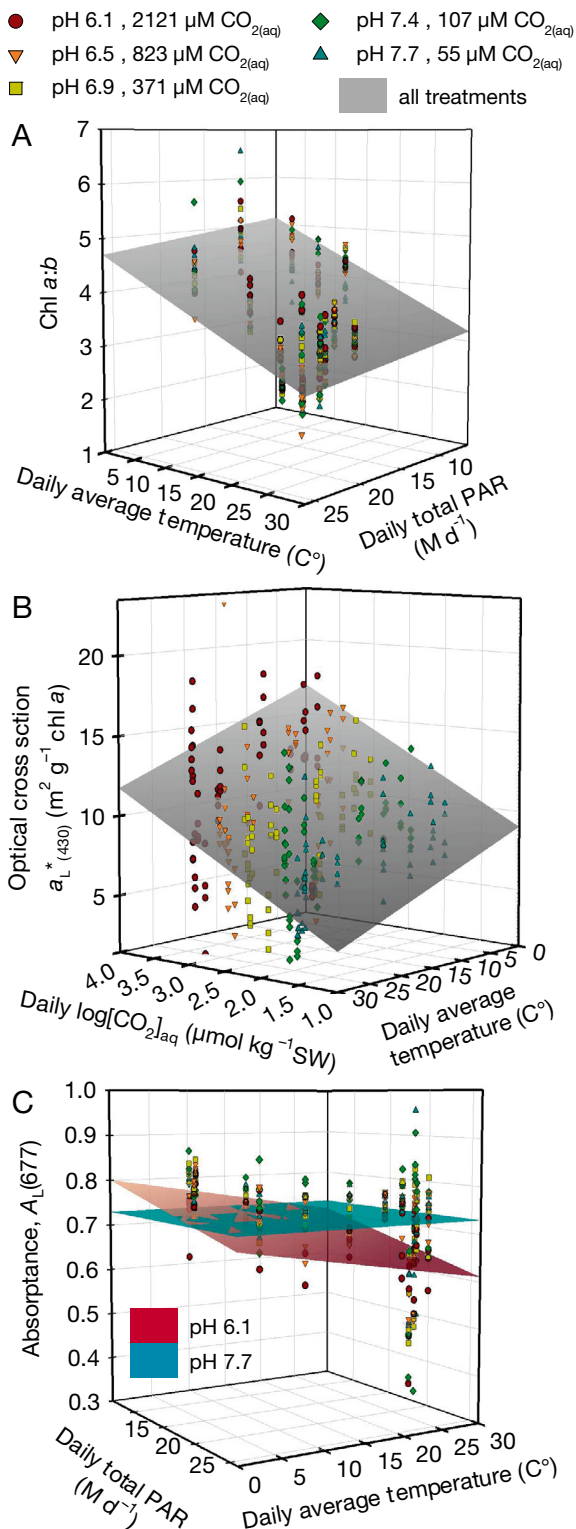 pH 6.1 , 2121 µM CO2(aq)
pH 7.4 , 107 µM CO2(aq)
pH 6.5 , 823 µM CO2(aq)
pH 7.7 , 55 µM CO2(aq)
pH 6.9 , 371 µM CO2(aq)
all treatments
A
7
6
5
4
3
2
1
Chl a:b
5 10 15 20 25 30
Daily average temperature (C°)
25 20 15 10
Daily total PAR
(M d−1)
B
20
15
10
5
Optical cross sction
aL*(430) (m2 g−1 chl a)
4.0 3.5 3.0 2.5 2.0 1.5 1.0
Daily log[CO2]aq (µmol kg −1SW)
30 25 20 15 10 5 0
Daily average
temperature (C°)
C
1.0
0.9
0.8
0.7
0.6
0.5
0.4
0.3
Absorptance, AL(677)
pH 6.1
pH 7.7
15 20 25
Daily total PAR
(M d−1)
0 5 10 15 20 25 30
Daily average temperature (C°)